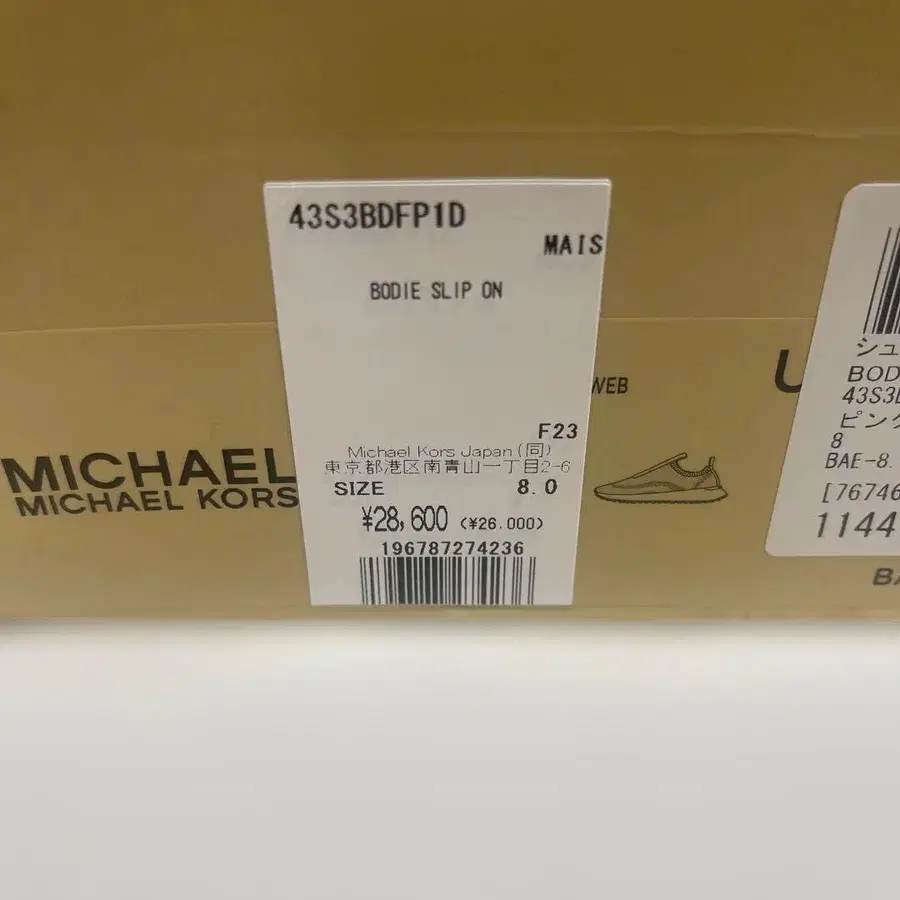 43S3BDFP1D
MAIS
BODIE SLIP ON
WEB
F23
Michael Kors Japan(同)
東京都港区南青山一丁目2-6
SIZE 8.0
¥28,600 (¥26.000)
196787274236
MICHAEL
MICHAEL KORS
U
シュ
BOD
43S3
ピンク
8
BAE-8.
[76746
1144
BA